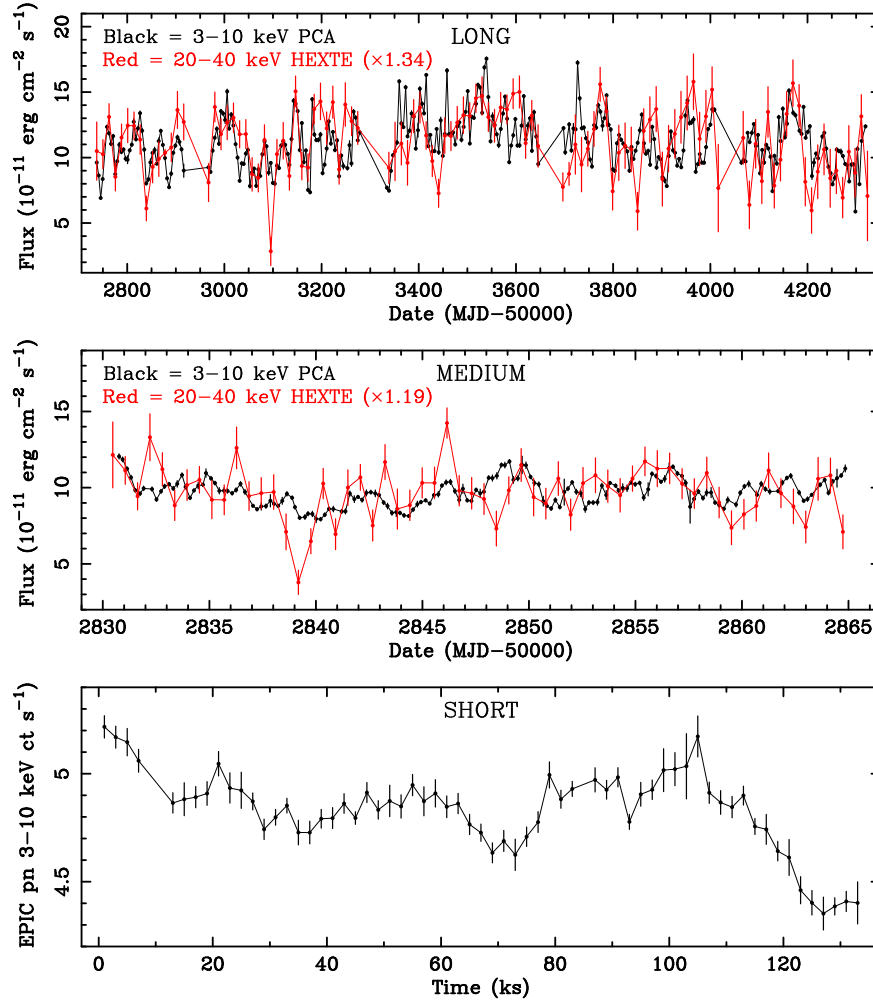 Black = 3−10 keV PCA
LONG
Red = 20−40 keV HEXTE (×1.34)
Flux (10⁻¹¹ erg cm⁻² s⁻¹)
20
15
10
5
2800 3000 3200 3400 3600 3800 4000 4200
Date (MJD−50000)
Black = 3−10 keV PCA
MEDIUM
Red = 20−40 keV HEXTE (×1.19)
Flux (10⁻¹¹ erg cm⁻² s⁻¹)
15
10
5
2830 2835 2840 2845 2850 2855 2860 2865
Date (MJD−50000)
SHORT
EPIC pn 3−10 keV ct s⁻¹)
5
4.5
0 20 40 60 80 100 120
Time (ks)